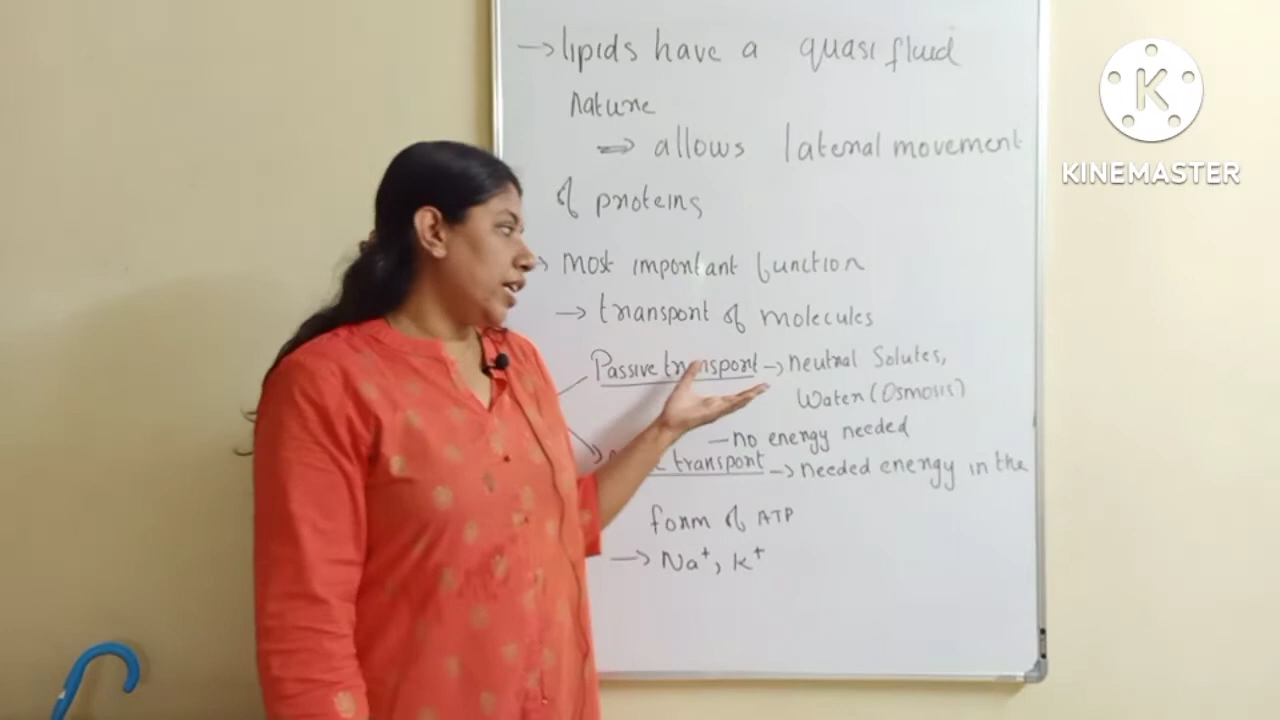 → lipids have a quasi fluid
nature
⇒ allows lateral movement
of proteins
most important function
→ transport of molecules
Passive transport → neutral solutes,
water (Osmosis)
– no energy needed
transport → needed energy in the
form of ATP
→ Na⁺, K⁺
K
KINEMASTER